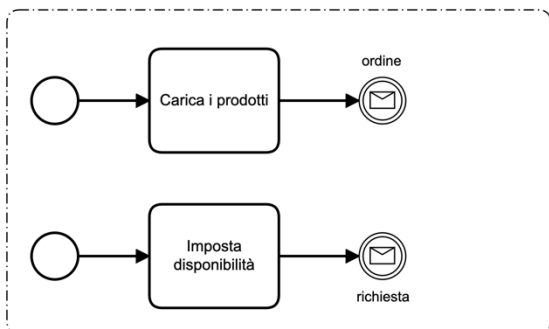 ordine
Carica i prodotti
Imposta
disponibilità
richiesta